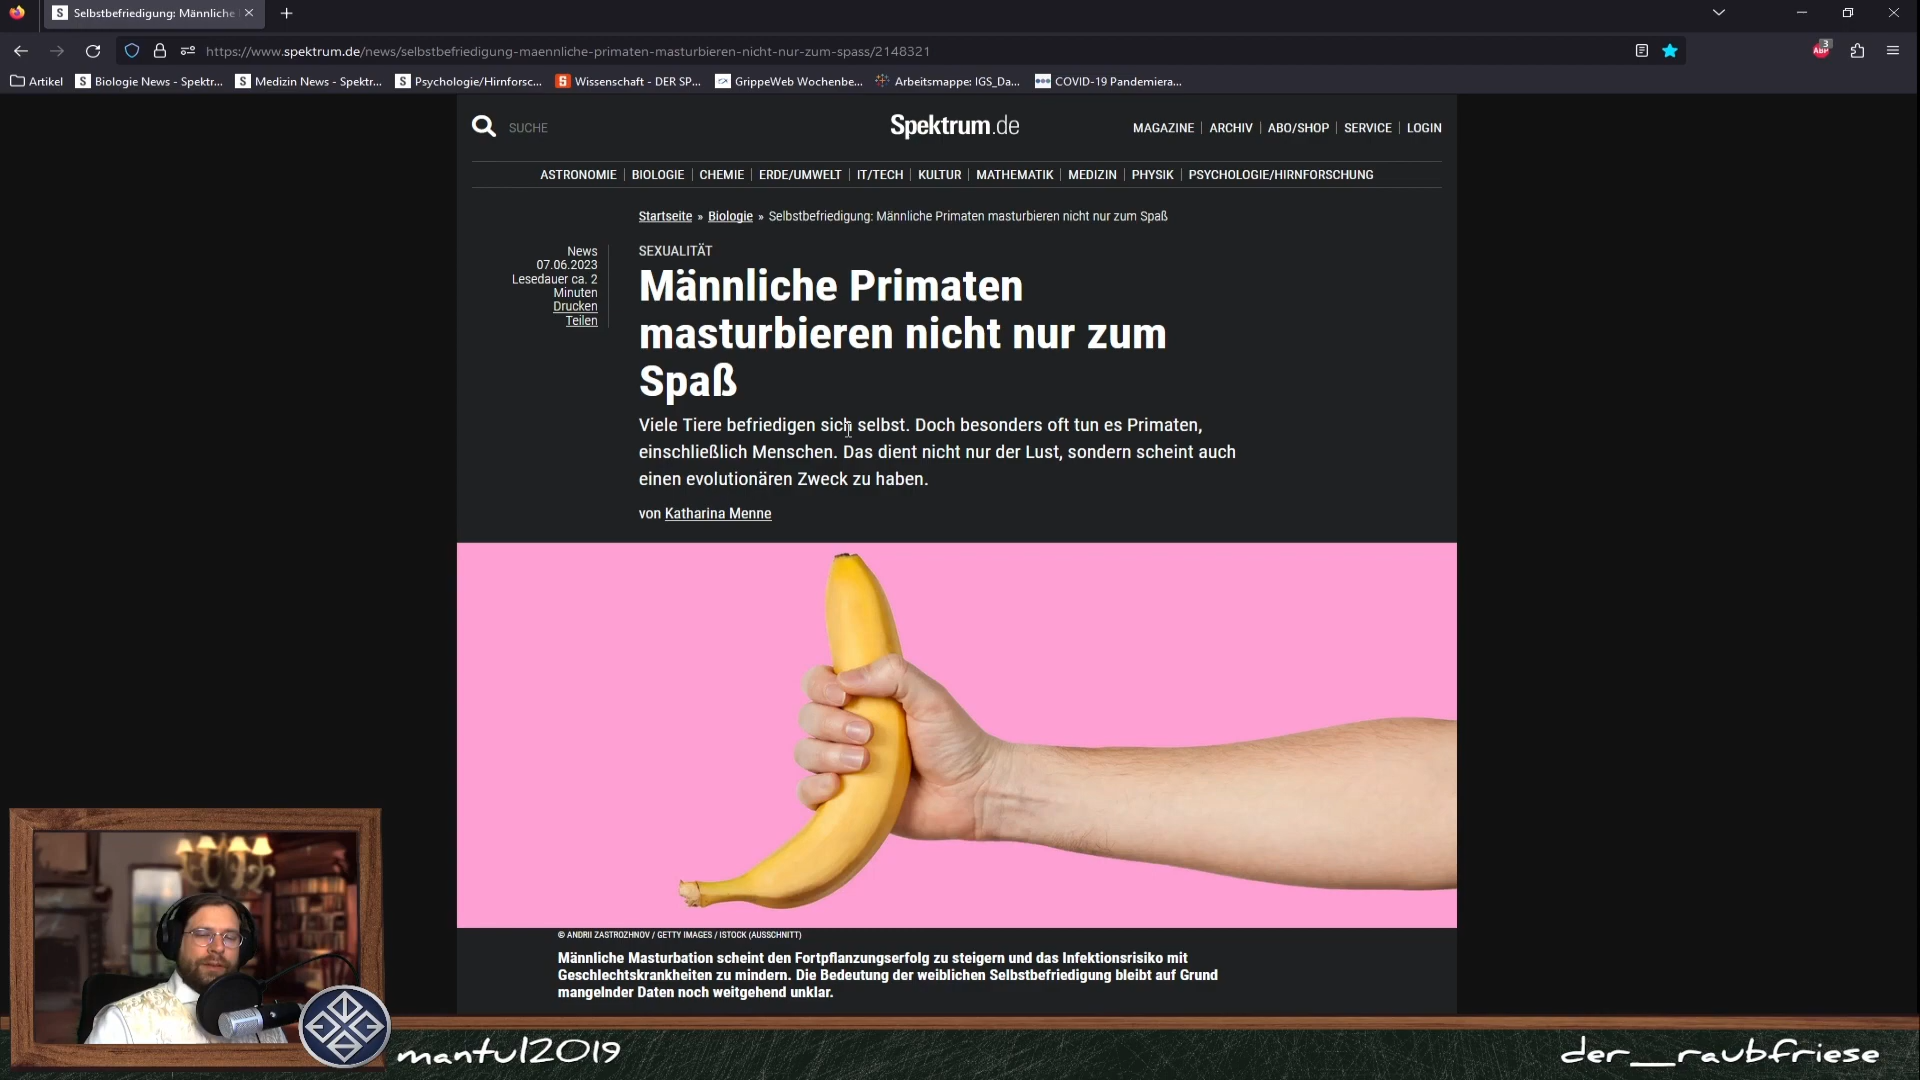 Selbstbefriedigung: Männliche
https://www.spektrum.de/news/selbstbefriedigung-maennliche-primaten-masturbieren-nicht-nur-zum-spass/2148321
3
ABP
Artikel
S Biologie News - Spektr...
S Medizin News - Spektr...
S Psychologie/Hirnforsc...
Wissenschaft - DER SP...
GrippeWeb Wochenbe...
Arbeitsmappe: IGS_Da...
COVID-19 Pandemiera...
SUCHE
Spektrum.de
MAGAZINE | ARCHIV | ABO/SHOP | SERVICE | LOGIN
ASTRONOMIE | BIOLOGIE | CHEMIE | ERDE/UMWELT | IT/TECH | KULTUR | MATHEMATIK | MEDIZIN | PHYSIK | PSYCHOLOGIE/HIRNFORSCHUNG
Startseite » Biologie » Selbstbefriedigung: Männliche Primaten masturbieren nicht nur zum Spaß
News
07.06.2023
Lesedauer ca. 2
Minuten
Drucken
Teilen
SEXUALITÄT
Männliche Primaten
masturbieren nicht nur zum
Spaß
Viele Tiere befriedigen sich selbst. Doch besonders oft tun es Primaten,
einschließlich Menschen. Das dient nicht nur der Lust, sondern scheint auch
einen evolutionären Zweck zu haben.
von Katharina Menne
© ANDRII ZASTROZHNOV / GETTY IMAGES / ISTOCK (AUSSCHNITT)
Männliche Masturbation scheint den Fortpflanzungserfolg zu steigern und das Infektionsrisiko mit
Geschlechtskrankheiten zu mindern. Die Bedeutung der weiblichen Selbstbefriedigung bleibt auf Grund
mangelnder Daten noch weitgehend unklar.
mantul2019
der__raubfriese